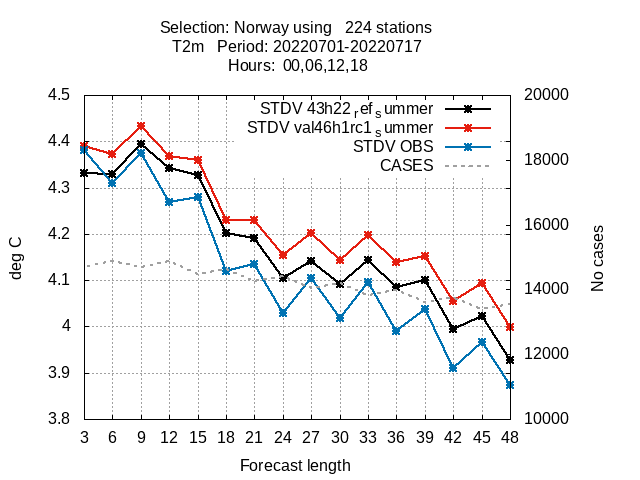 Selection: Norway using   224 stations
T2m   Period: 20220701-20220717
Hours:  00,06,12,18
STDV 43h22ref summer
STDV val46h1rc1summer
STDV OBS
CASES
4.5
4.4
4.3
4.2
4.1
4
3.9
3.8
deg C
20000
18000
16000
14000
12000
10000
No cases
3 6 9 12 15 18 21 24 27 30 33 36 39 42 45 48
Forecast length